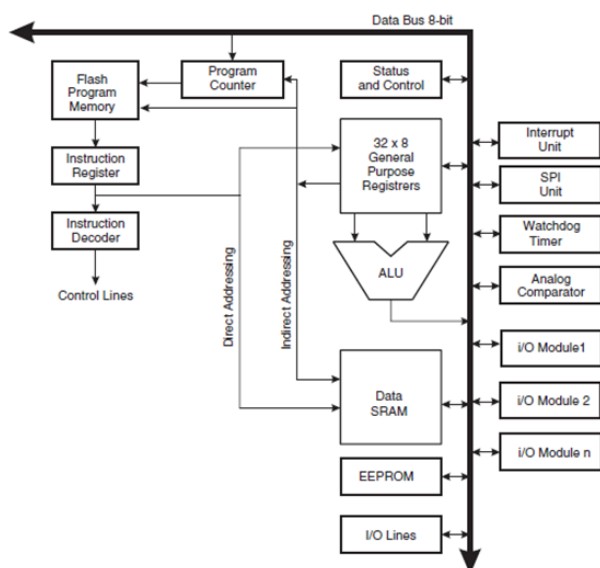 Data Bus 8-bit
Flash
Program
Memory
Program
Counter
Status
and Control
Instruction
Register
32 x 8
General
Purpose
Registrers
Interrupt
Unit
SPI
Unit
Instruction
Decoder
Watchdog
Timer
ALU
Control Lines
Direct Addressing
Indirect Addressing
Analog
Comparator
i/O Module1
Data
SRAM
i/O Module 2
i/O Module n
EEPROM
I/O Lines